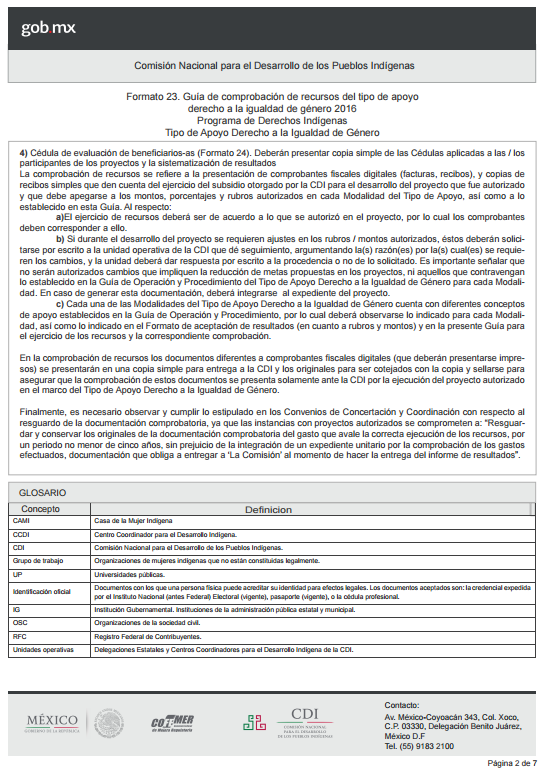 gob.mx
Comisión Nacional para el Desarrollo de los Pueblos Indígenas
Formato 23. Guía de comprobación de recursos del tipo de apoyo
derecho a la igualdad de género 2016
Programa de Derechos Indígenas
Tipo de Apoyo Derecho a la Igualdad de Género
4) Cédula de evaluación de beneficiarios-as (Formato 24). Deberán presentar copia simple de las Cédulas aplicadas a las / los
participantes de los proyectos y la sistematización de resultados
La comprobación de recursos se refiere a la presentación de comprobantes fiscales digitales (facturas, recibos), y copias de
recibos simples que den cuenta del ejercicio del subsidio otorgado por la CDI para el desarrollo del proyecto que fue autorizado
y que debe apegarse a los montos, porcentajes y rubros autorizados en cada Modalidad del Tipo de Apoyo, así como a lo
establecido en esta Guía. Al respecto:
a)El ejercicio de recursos deberá ser de acuerdo a lo que se autorizó en el proyecto, por lo cual los comprobantes
deben corresponder a ello.
b) Si durante el desarrollo del proyecto se requieren ajustes en los rubros / montos autorizados, éstos deberán solici-
tarse por escrito a la unidad operativa de la CDI que dé seguimiento, argumentando la(s) razón(es) por la(s) cual(es) se requie-
ren los cambios, y la unidad deberá dar respuesta por escrito a la procedencia o no de lo solicitado. Es importante señalar que
no serán autorizados cambios que impliquen la reducción de metas propuestas en los proyectos, ni aquellos que contravengan
lo establecido en la Guía de Operación y Procedimiento del Tipo de Apoyo Derecho a la Igualdad de Género para cada Modali-
dad. En caso de generar esta documentación, deberá integrarse al expediente del proyecto.
c) Cada una de las Modalidades del Tipo de Apoyo Derecho a la Igualdad de Género cuenta con diferentes conceptos
de apoyo establecidos en la Guía de Operación y Procedimiento, por lo cual deberá observarse lo indicado para cada Modali-
dad, así como lo indicado en el Formato de aceptación de resultados (en cuanto a rubros y montos) y en la presente Guía para
el ejercicio de los recursos y la correspondiente comprobación.
En la comprobación de recursos los documentos diferentes a comprobantes fiscales digitales (que deberán presentarse impre-
sos) se presentarán en una copia simple para entrega a la CDI y los originales para ser cotejados con la copia y sellarse para
asegurar que la comprobación de estos documentos se presenta solamente ante la CDI por la ejecución del proyecto autorizado
en el marco del Tipo de Apoyo Derecho a la Igualdad de Género.
Finalmente, es necesario observar y cumplir lo estipulado en los Convenios de Concertación y Coordinación con respecto al
resguardo de la documentación comprobatoria, ya que las instancias con proyectos autorizados se comprometen a: “Resguar-
dar y conservar los originales de la documentación comprobatoria del gasto que avale la correcta ejecución de los recursos, por
un periodo no menor de cinco años, sin prejuicio de la integración de un expediente unitario por la comprobación de los gastos
efectuados, documentación que obliga a entregar a ‘La Comisión’ al momento de hacer la entrega del informe de resultados”.
GLOSARIO
Concepto Definicion
CAMI Casa de la Mujer Indígena
CCDI Centro Coordinador para el Desarrollo Indígena.
CDI Comisión Nacional para el Desarrollo de los Pueblos Indígenas.
Grupo de trabajo Organizaciones de mujeres indígenas que no están constituidas legalmente.
UP Universidades públicas.
Identificación oficial Documentos con los que una persona física puede acreditar su identidad para efectos legales. Los documentos aceptados son: la credencial expedida
por el Instituto Nacional (antes Federal) Electoral (vigente), pasaporte (vigente), o la cédula profesional.
IG Institución Gubernamental. Instituciones de la administración pública estatal y municipal.
OSC Organizaciones de la sociedad civil.
RFC Registro Federal de Contribuyentes.
Unidades operativas Delegaciones Estatales y Centros Coordinadores para el Desarrollo Indígena de la CDI.
MÉXICO
GOBIERNO DE LA REPÚBLICA
COFEMER
de Mejora Regulatoria
CDI
COMISIÓN NACIONAL
PARA EL DESARROLLO
DE LOS PUEBLOS INDÍGENAS
Contacto:
Av. México-Coyoacán 343, Col. Xoco,
C.P. 03330, Delegación Benito Juárez,
México D.F
Tel. (55) 9183 2100
Página 2 de 7